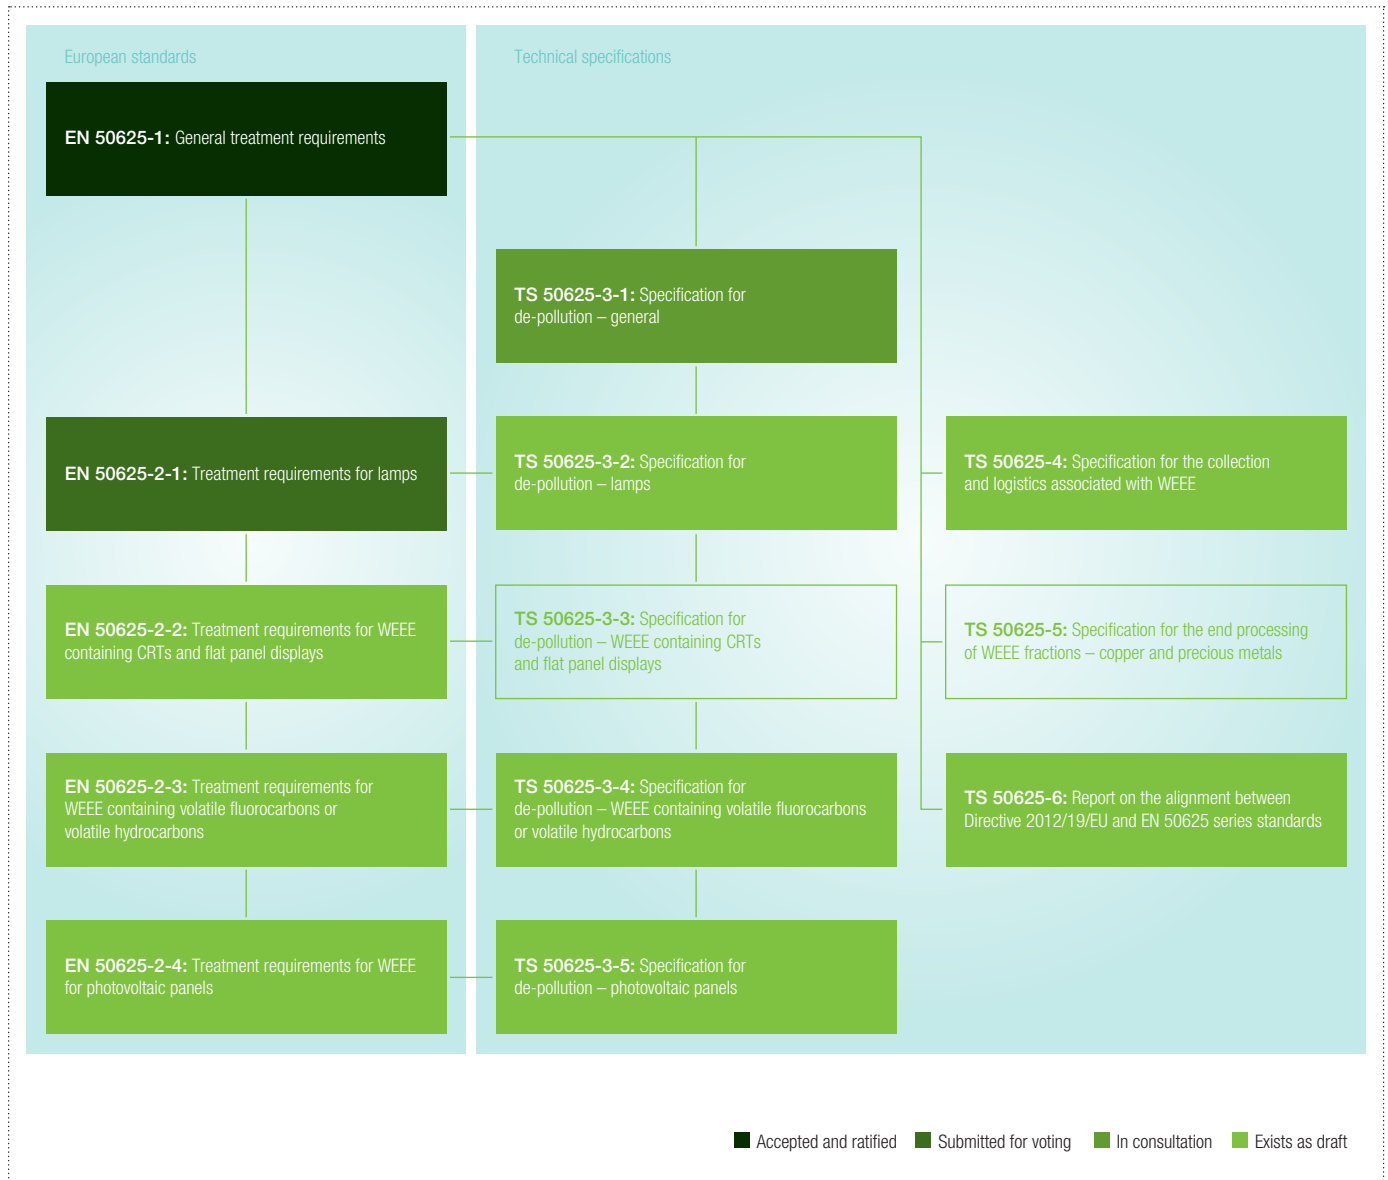 European standards
EN 50625-1: General treatment requirements
EN 50625-2-1: Treatment requirements for lamps
EN 50625-2-2: Treatment requirements for WEEE
containing CRTs and flat panel displays
EN 50625-2-3: Treatment requirements for
WEEE containing volatile fluorocarbons or
volatile hydrocarbons
EN 50625-2-4: Treatment requirements for WEEE
for photovoltaic panels
Technical specifications
TS 50625-3-1: Specification for
de-pollution – general
TS 50625-3-2: Specification for
de-pollution – lamps
TS 50625-3-3: Specification for
de-pollution – WEEE containing CRTs
and flat panel displays
TS 50625-3-4: Specification for
de-pollution – WEEE containing volatile fluorocarbons
or volatile hydrocarbons
TS 50625-3-5: Specification for
de-pollution – photovoltaic panels
TS 50625-4: Specification for the collection
and logistics associated with WEEE
TS 50625-5: Specification for the end processing
of WEEE fractions – copper and precious metals
TS 50625-6: Report on the alignment between
Directive 2012/19/EU and EN 50625 series standards
Accepted and ratified
Submitted for voting
In consultation
Exists as draft